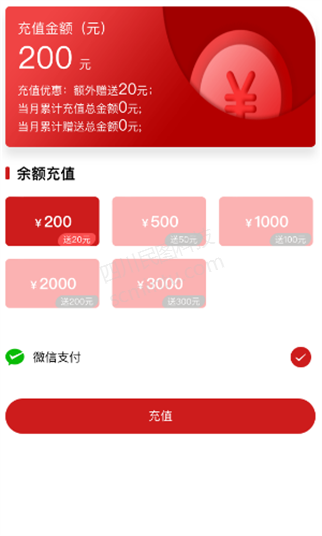 充值金额（元）
200 元
充值优惠：额外赠送20元；
当月累计充值总金额0元;
当月累计赠送总金额0元;
¥
余额充值
¥200 ¥500 ¥1000
送20元 送50元 送100元
¥2000 ¥3000
送200元 送300元
微信支付
充值